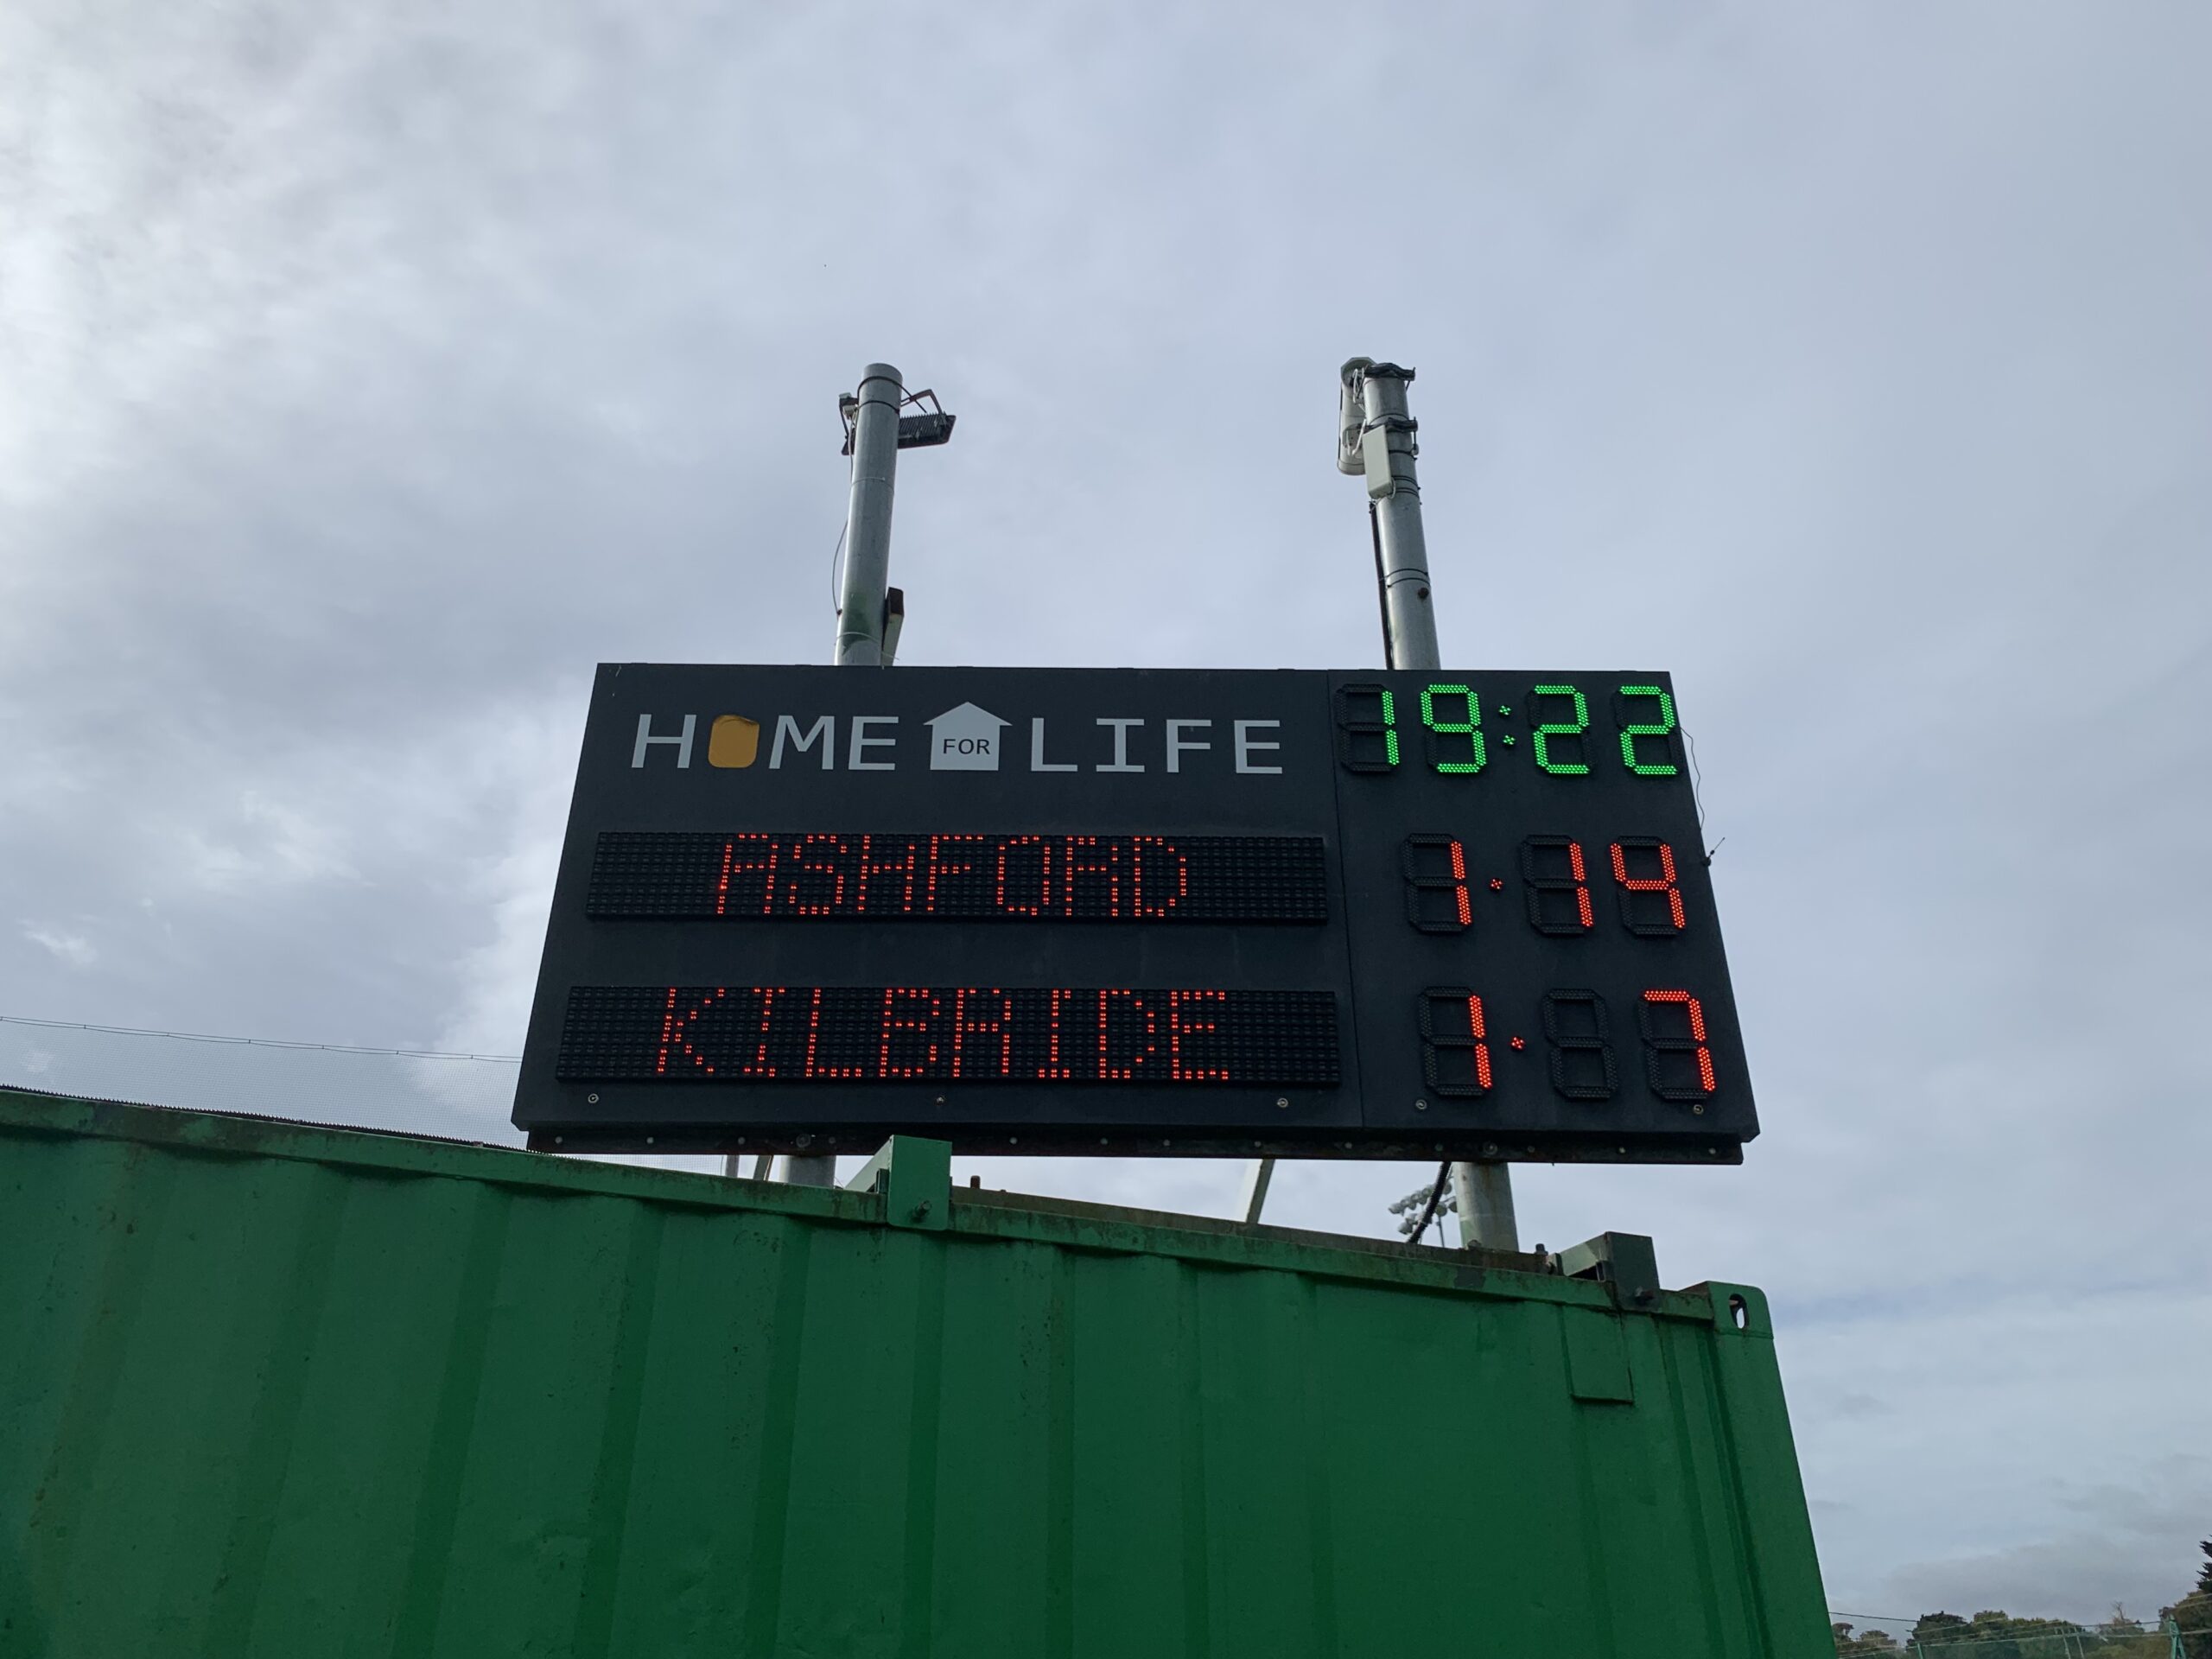 HOME FOR LIFE 19:22
ASHFORD 1·14
KILBRIDE 1·7